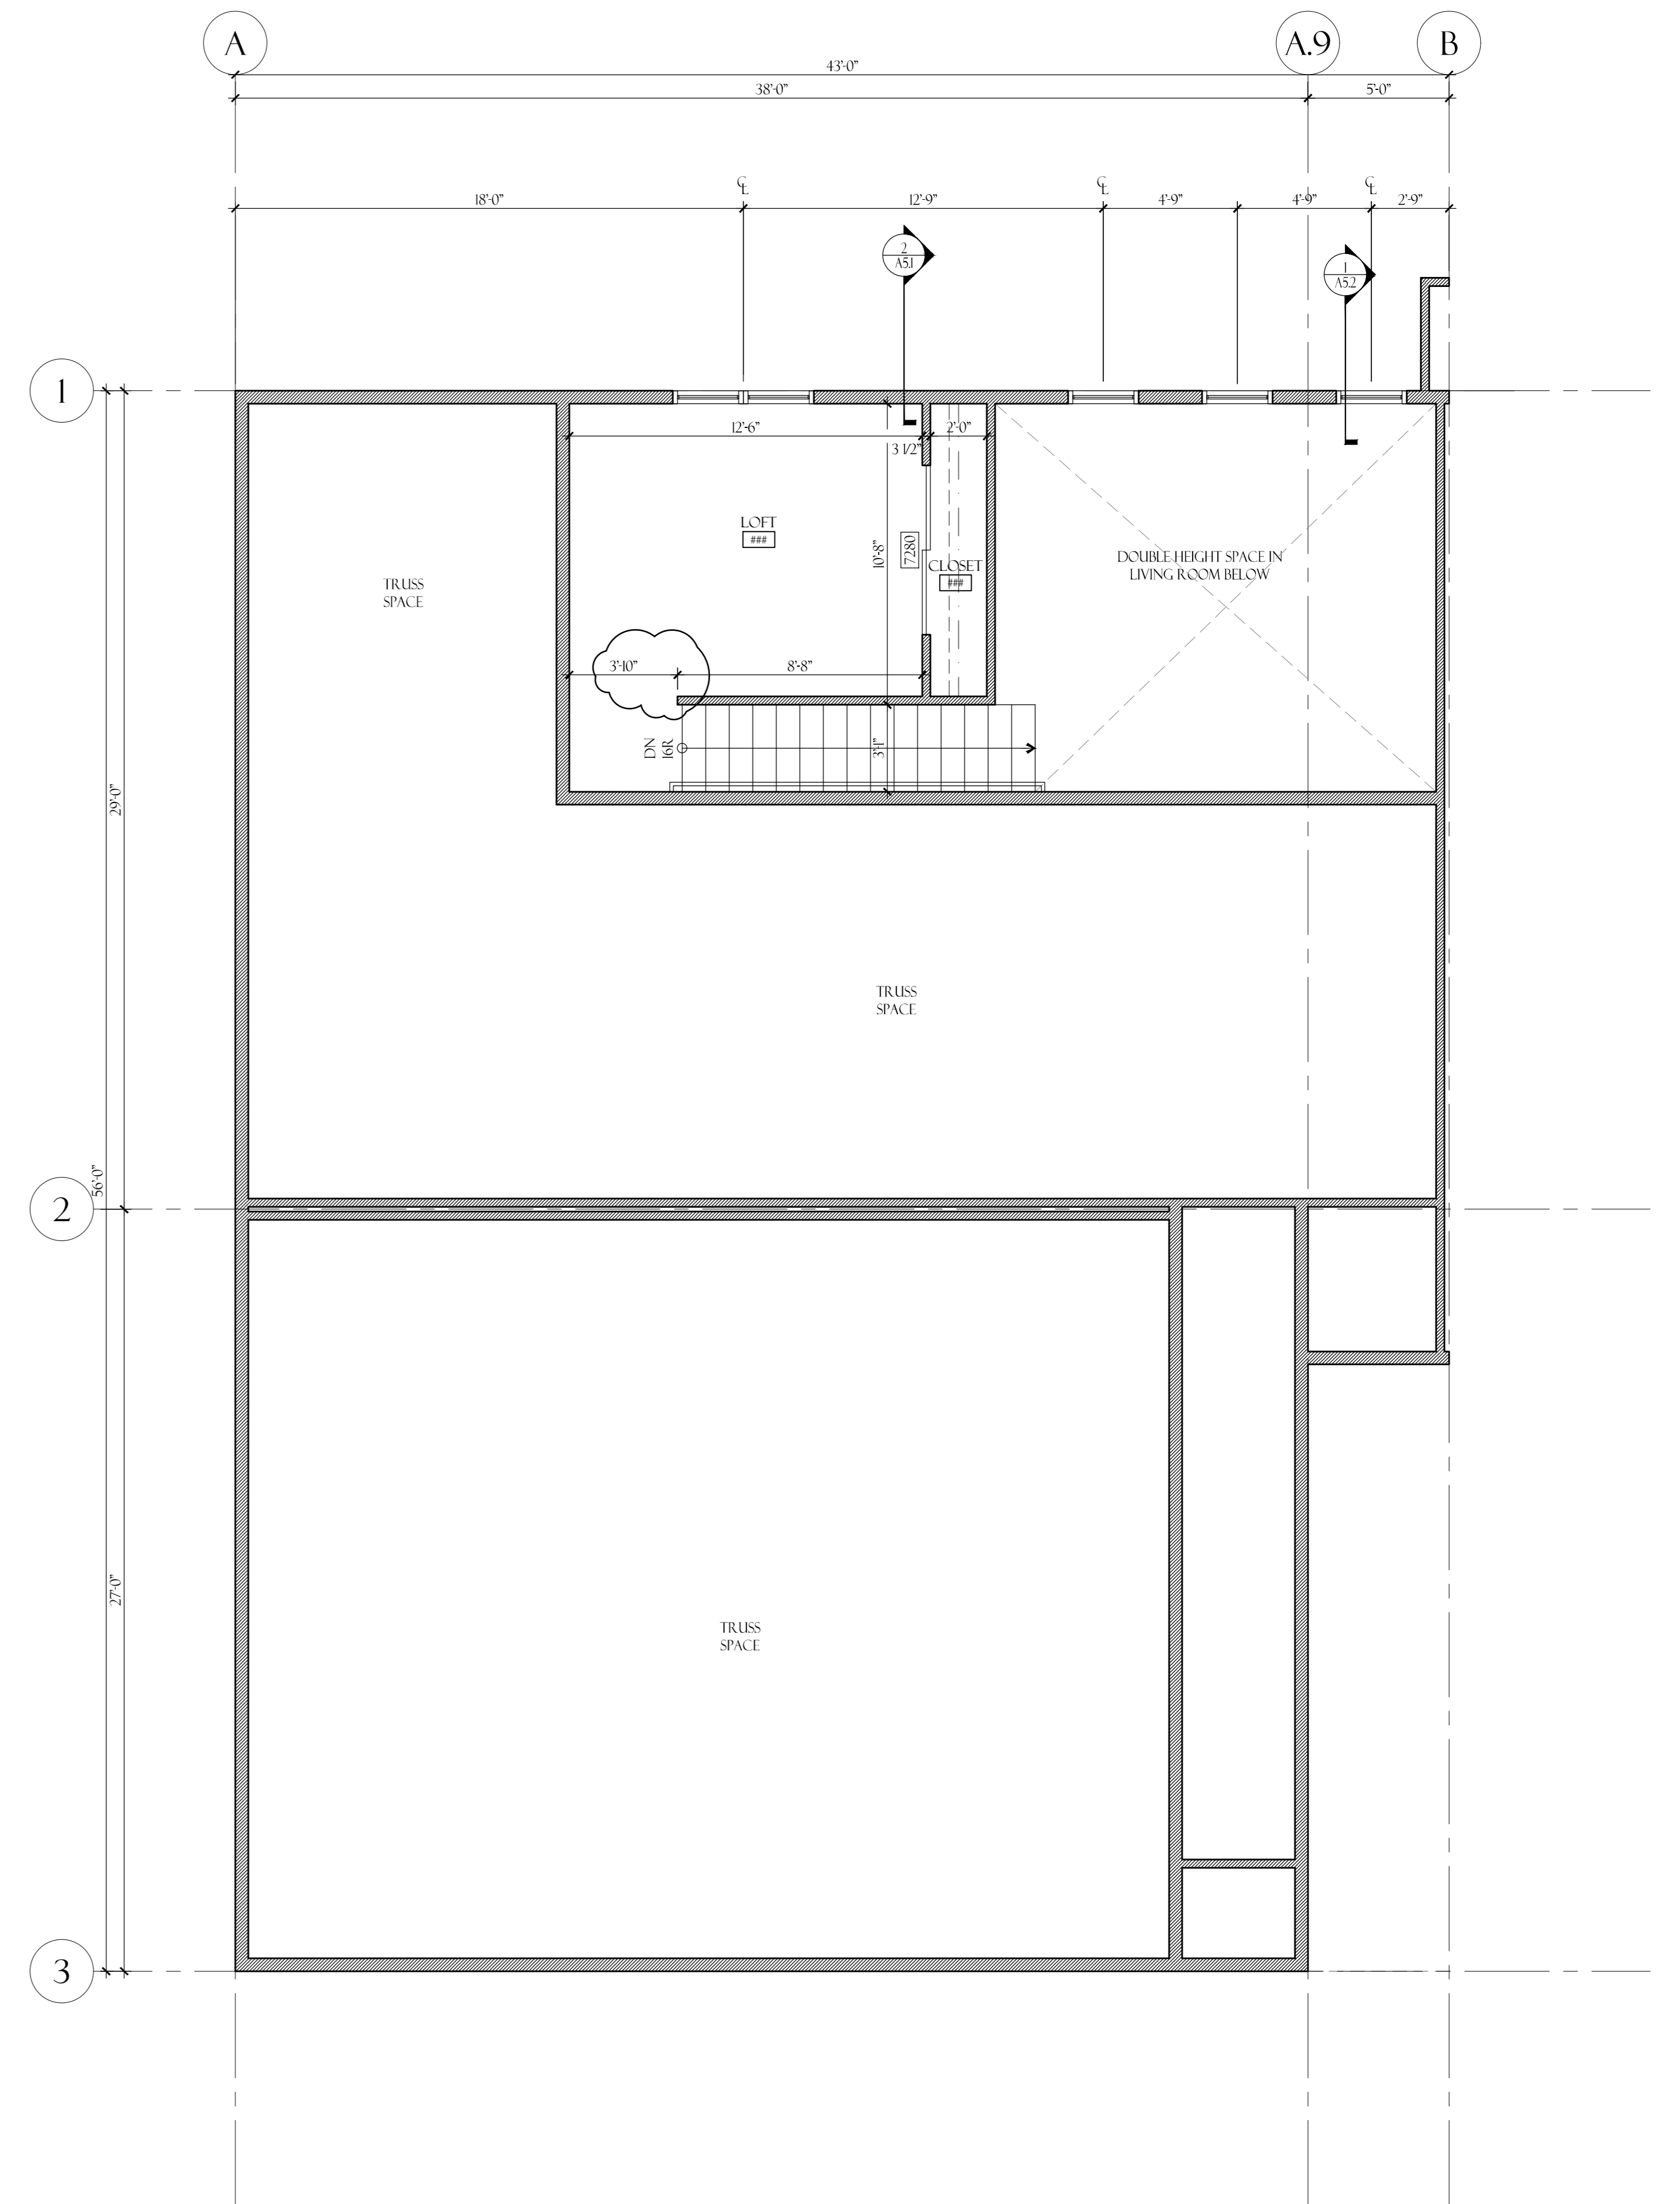 A
A.9
B
43'-0"
38'-0"
5'-0"
18'-0"
12'-9"
4'-9"
4'-9"
2'-9"
2
A5.1
1
A5.2
1
12'-6"
2'-0"
3 1/2"
LOFT
###
10'-8"
7280
CLOSET
###
DOUBLE-HEIGHT SPACE IN
LIVING ROOM BELOW
TRUSS
SPACE
3'-10"
8'-8"
DN
16R
3'-1"
29'-0"
TRUSS
SPACE
56'-0"
2
27'-0"
TRUSS
SPACE
3